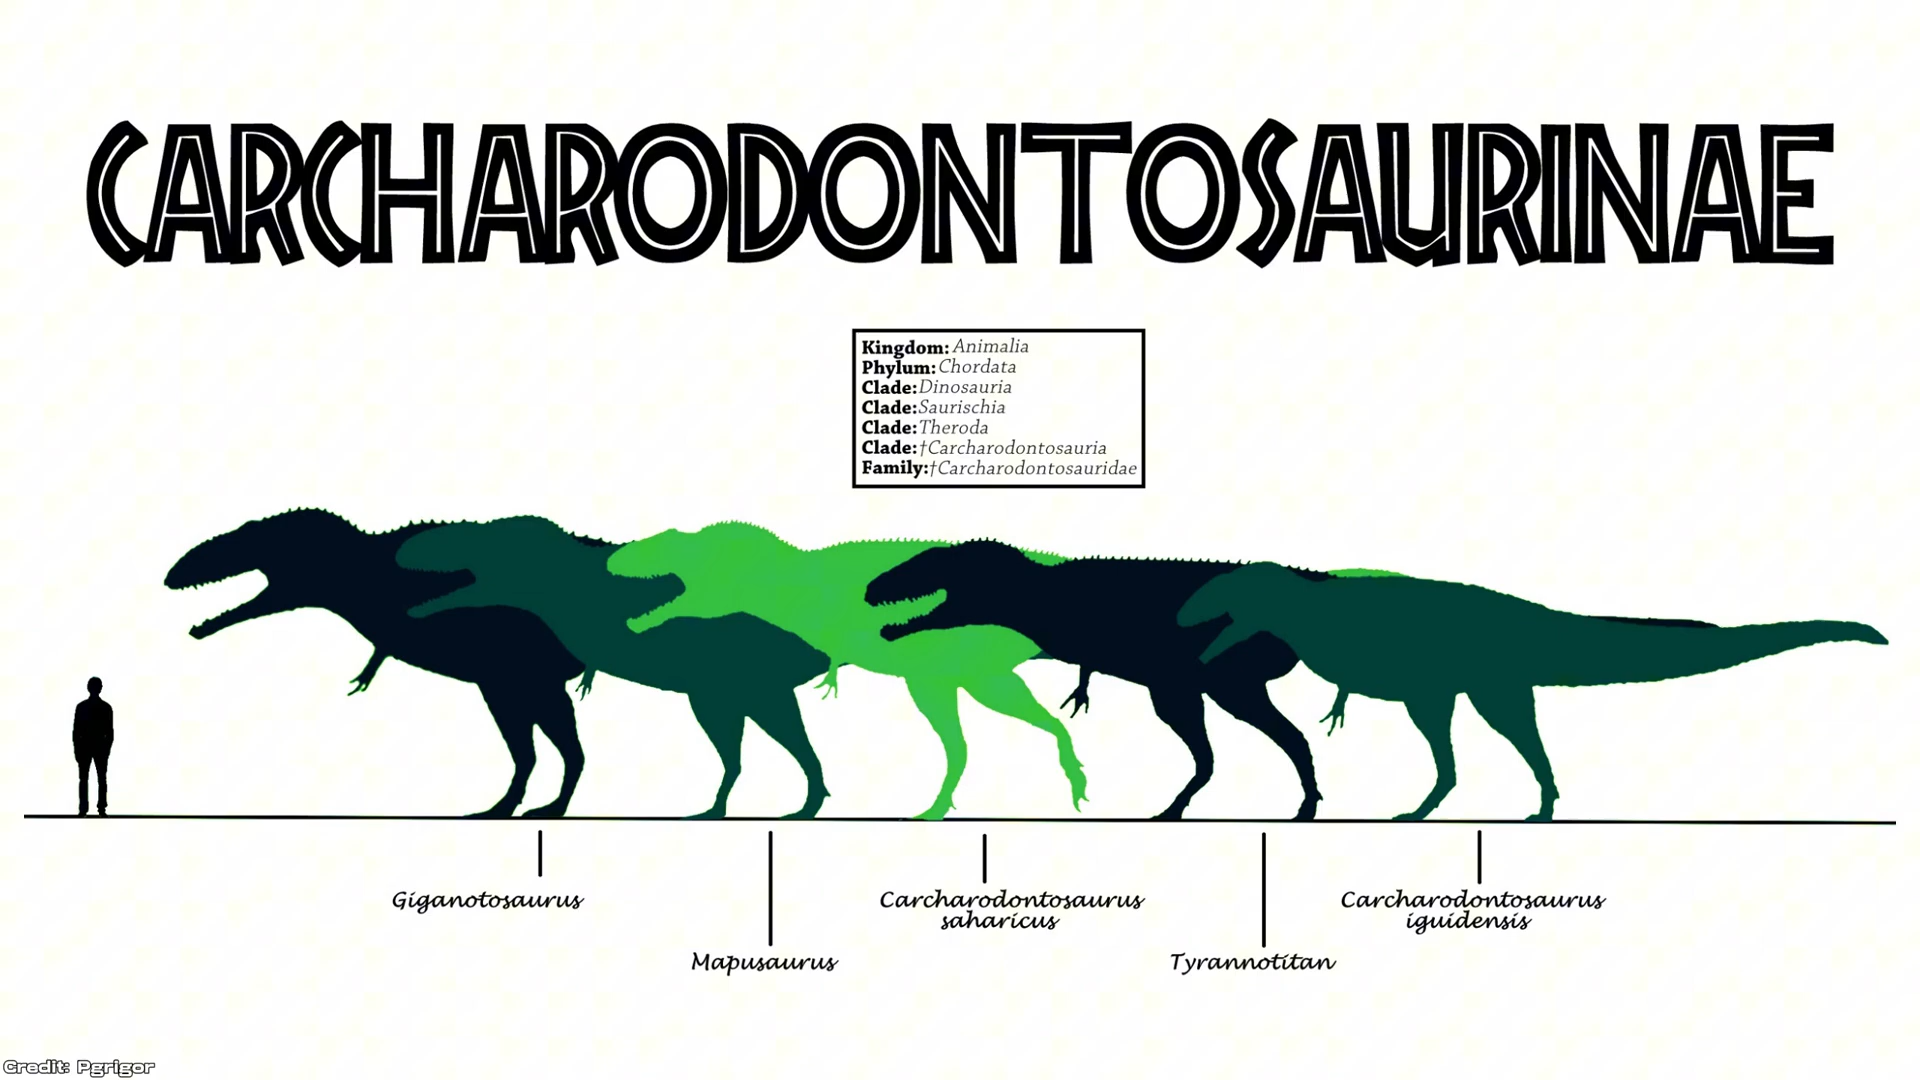 CARCHARODONTOSAURINAE
Kingdom: Animalia
Phylum: Chordata
Clade: Dinosauria
Clade: Saurischia
Clade: Theroda
Clade: †Carcharodontosauria
Family: †Carcharodontosauridae
Giganotosaurus
Mapusaurus
Carcharodontosaurus
saharicus
Tyrannotitan
Carcharodontosaurus
iguidensis
Credit: Pgrigor